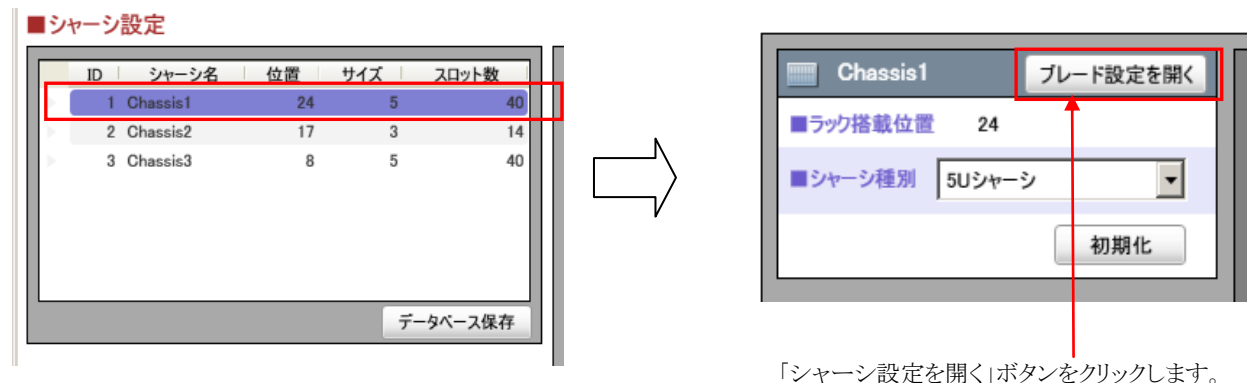 ■シャーシ設定
ID シャーシ名 位置 サイズ スロット数
1 Chassis1 24 5 40
2 Chassis2 17 3 14
3 Chassis3 8 5 40
データベース保存
Chassis1 ブレード設定を開く
■ラック搭載位置 24
■シャーシ種別 5Uシャーシ
初期化
「シャーシ設定を開く」ボタンをクリックします。